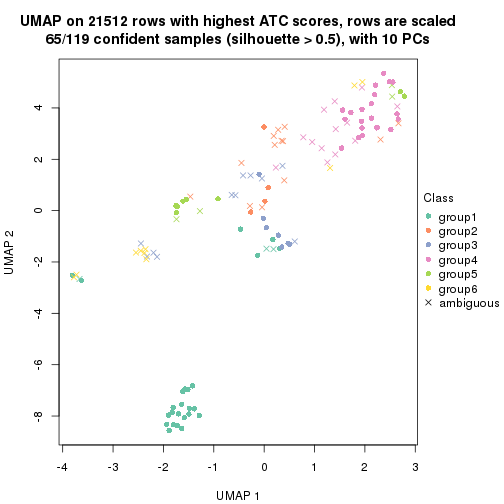 UMAP on 21512 rows with highest ATC scores, rows are scaled
65/119 confident samples (silhouette > 0.5), with 10 PCs
UMAP 2
4
2
0
-2
-4
-6
-8
-4
-3
-2
-1
0
1
2
3
UMAP 1
Class
group1
group2
group3
group4
group5
group6
ambiguous